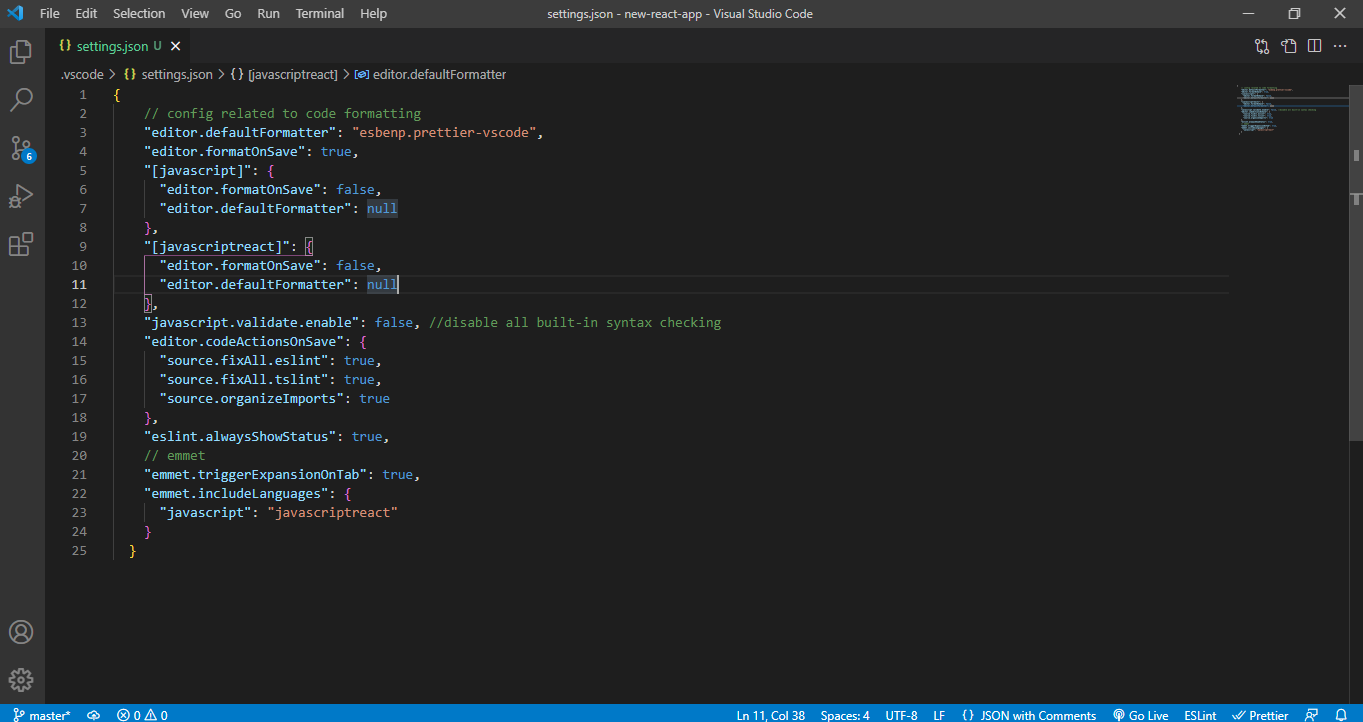 File Edit Selection View Go Run Terminal Help
settings.json - new-react-app - Visual Studio Code
{} settings.json U
.vscode > {} settings.json > {} [javascriptreact] > editor.defaultFormatter
1 {
2 // config related to code formatting
3 "editor.defaultFormatter": "esbenp.prettier-vscode",
4 "editor.formatOnSave": true,
5 "[javascript]": {
6 "editor.formatOnSave": false,
7 "editor.defaultFormatter": null
8 },
9 "[javascriptreact]": {
10 "editor.formatOnSave": false,
11 "editor.defaultFormatter": null
12 },
13 "javascript.validate.enable": false, //disable all built-in syntax checking
14 "editor.codeActionsOnSave": {
15 "source.fixAll.eslint": true,
16 "source.fixAll.tslint": true,
17 "source.organizeImports": true
18 },
19 "eslint.alwaysShowStatus": true,
20 // emmet
21 "emmet.triggerExpansionOnTab": true,
22 "emmet.includeLanguages": {
23 "javascript": "javascriptreact"
24 }
25 }
6
master* 0 0 Ln 11, Col 38 Spaces: 4 UTF-8 LF {} JSON with Comments Go Live ESLint Prettier